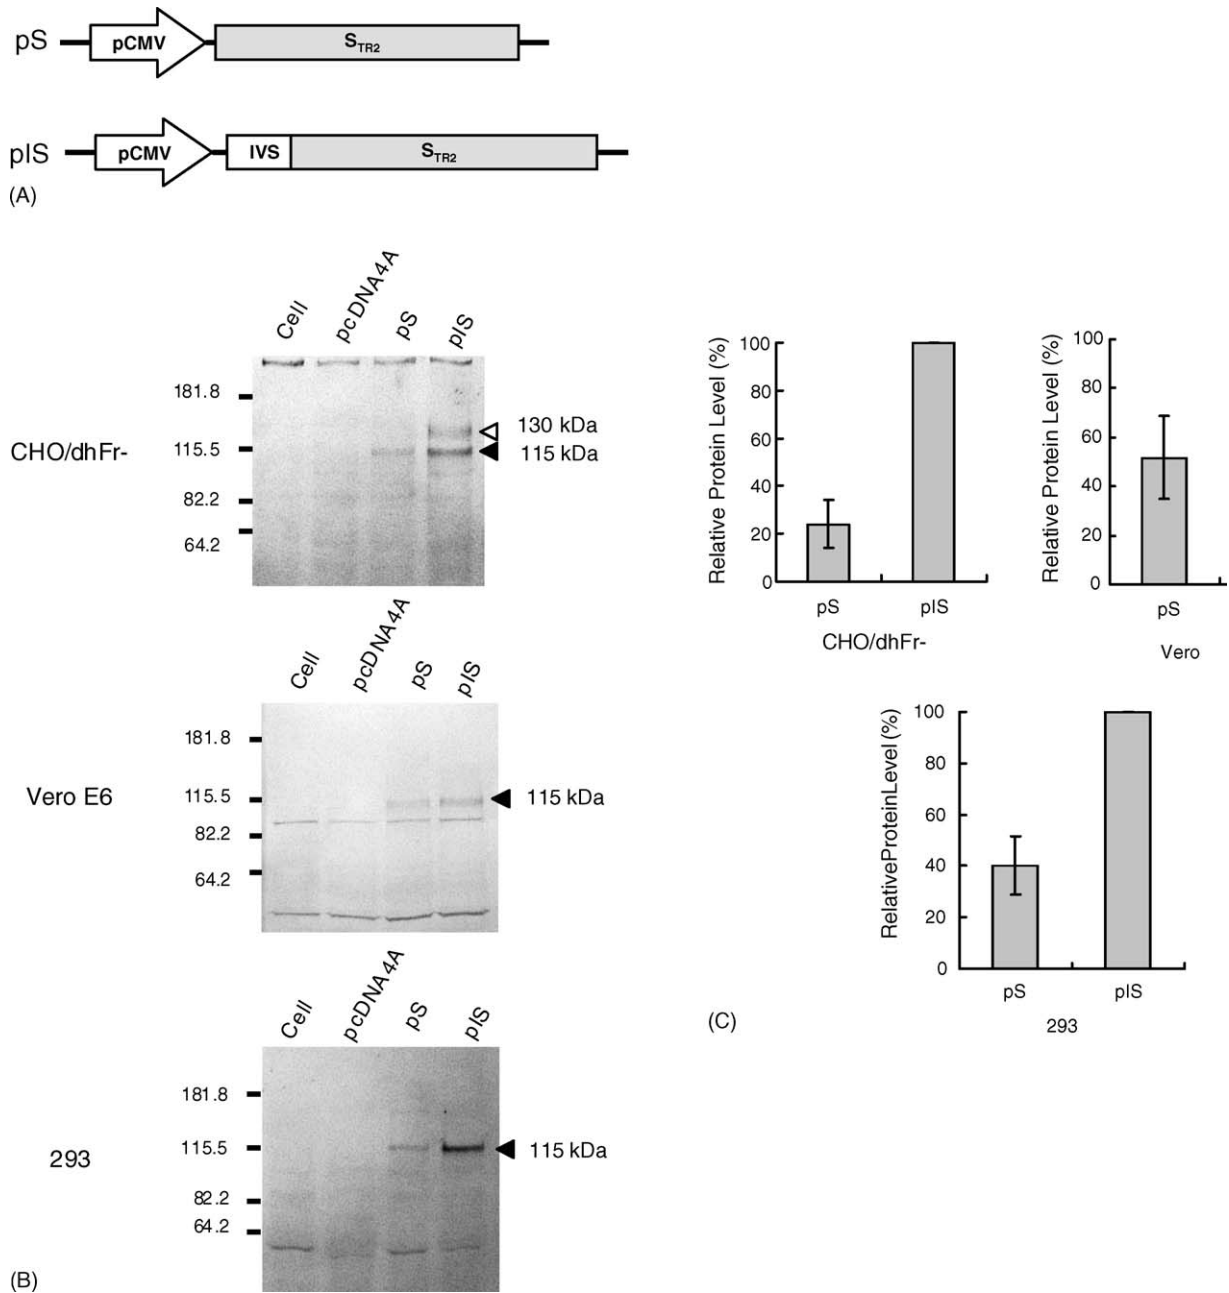 pS
pCMV
STR2
pIS
pCMV
IVS
STR2
(A)
Cell
pcDNA4A
pS
pIS
CHO/dhFr-
181.8
115.5
82.2
64.2
130 kDa
115 kDa
Cell
pcDNA4A
pS
pIS
Vero E6
181.8
115.5
82.2
64.2
115 kDa
Cell
pcDNA4A
pS
pIS
293
181.8
115.5
82.2
64.2
115 kDa
(B)
Relative Protein Level (%)
100
80
60
40
20
0
pS
pIS
CHO/dhFr-
Relative Protein Level (%)
100
80
60
40
20
0
pS
Vero
RelativeProteinLevel (%)
100
80
60
40
20
0
pS
pIS
293
(C)